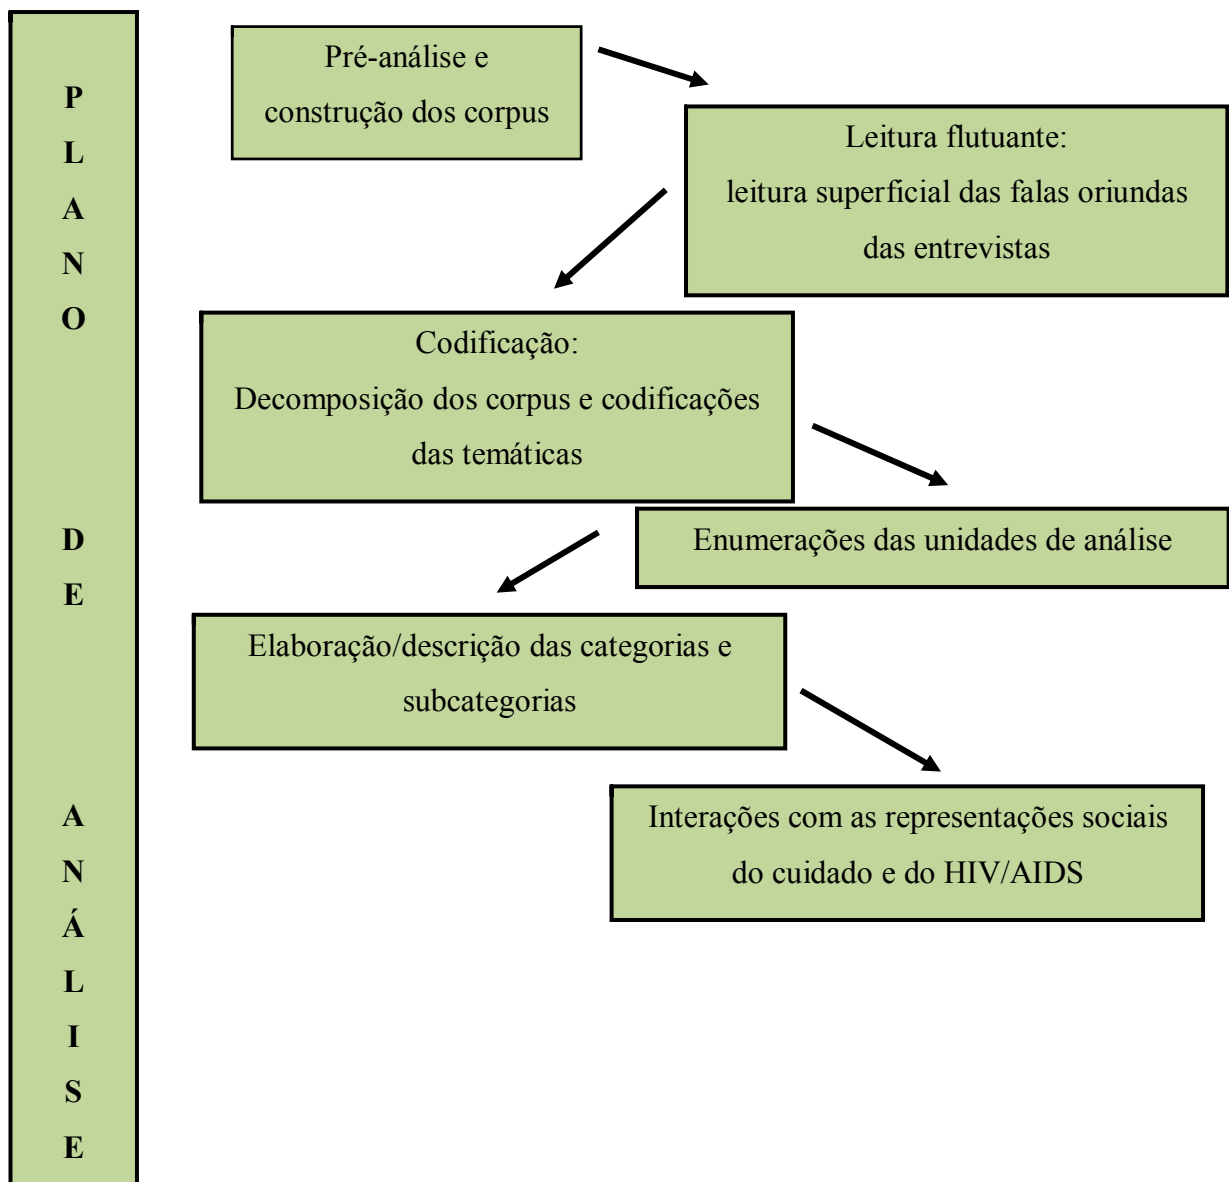 P
L
A
N
O
D
E
A
N
Á
L
I
S
E
Pré-análise e
construção dos corpus
Leitura flutuante:
leitura superficial das falas oriundas
das entrevistas
Codificação:
Decomposição dos corpus e codificações
das temáticas
Enumerações das unidades de análise
Elaboração/descrição das categorias e
subcategorias
Interações com as representações sociais
do cuidado e do HIV/AIDS